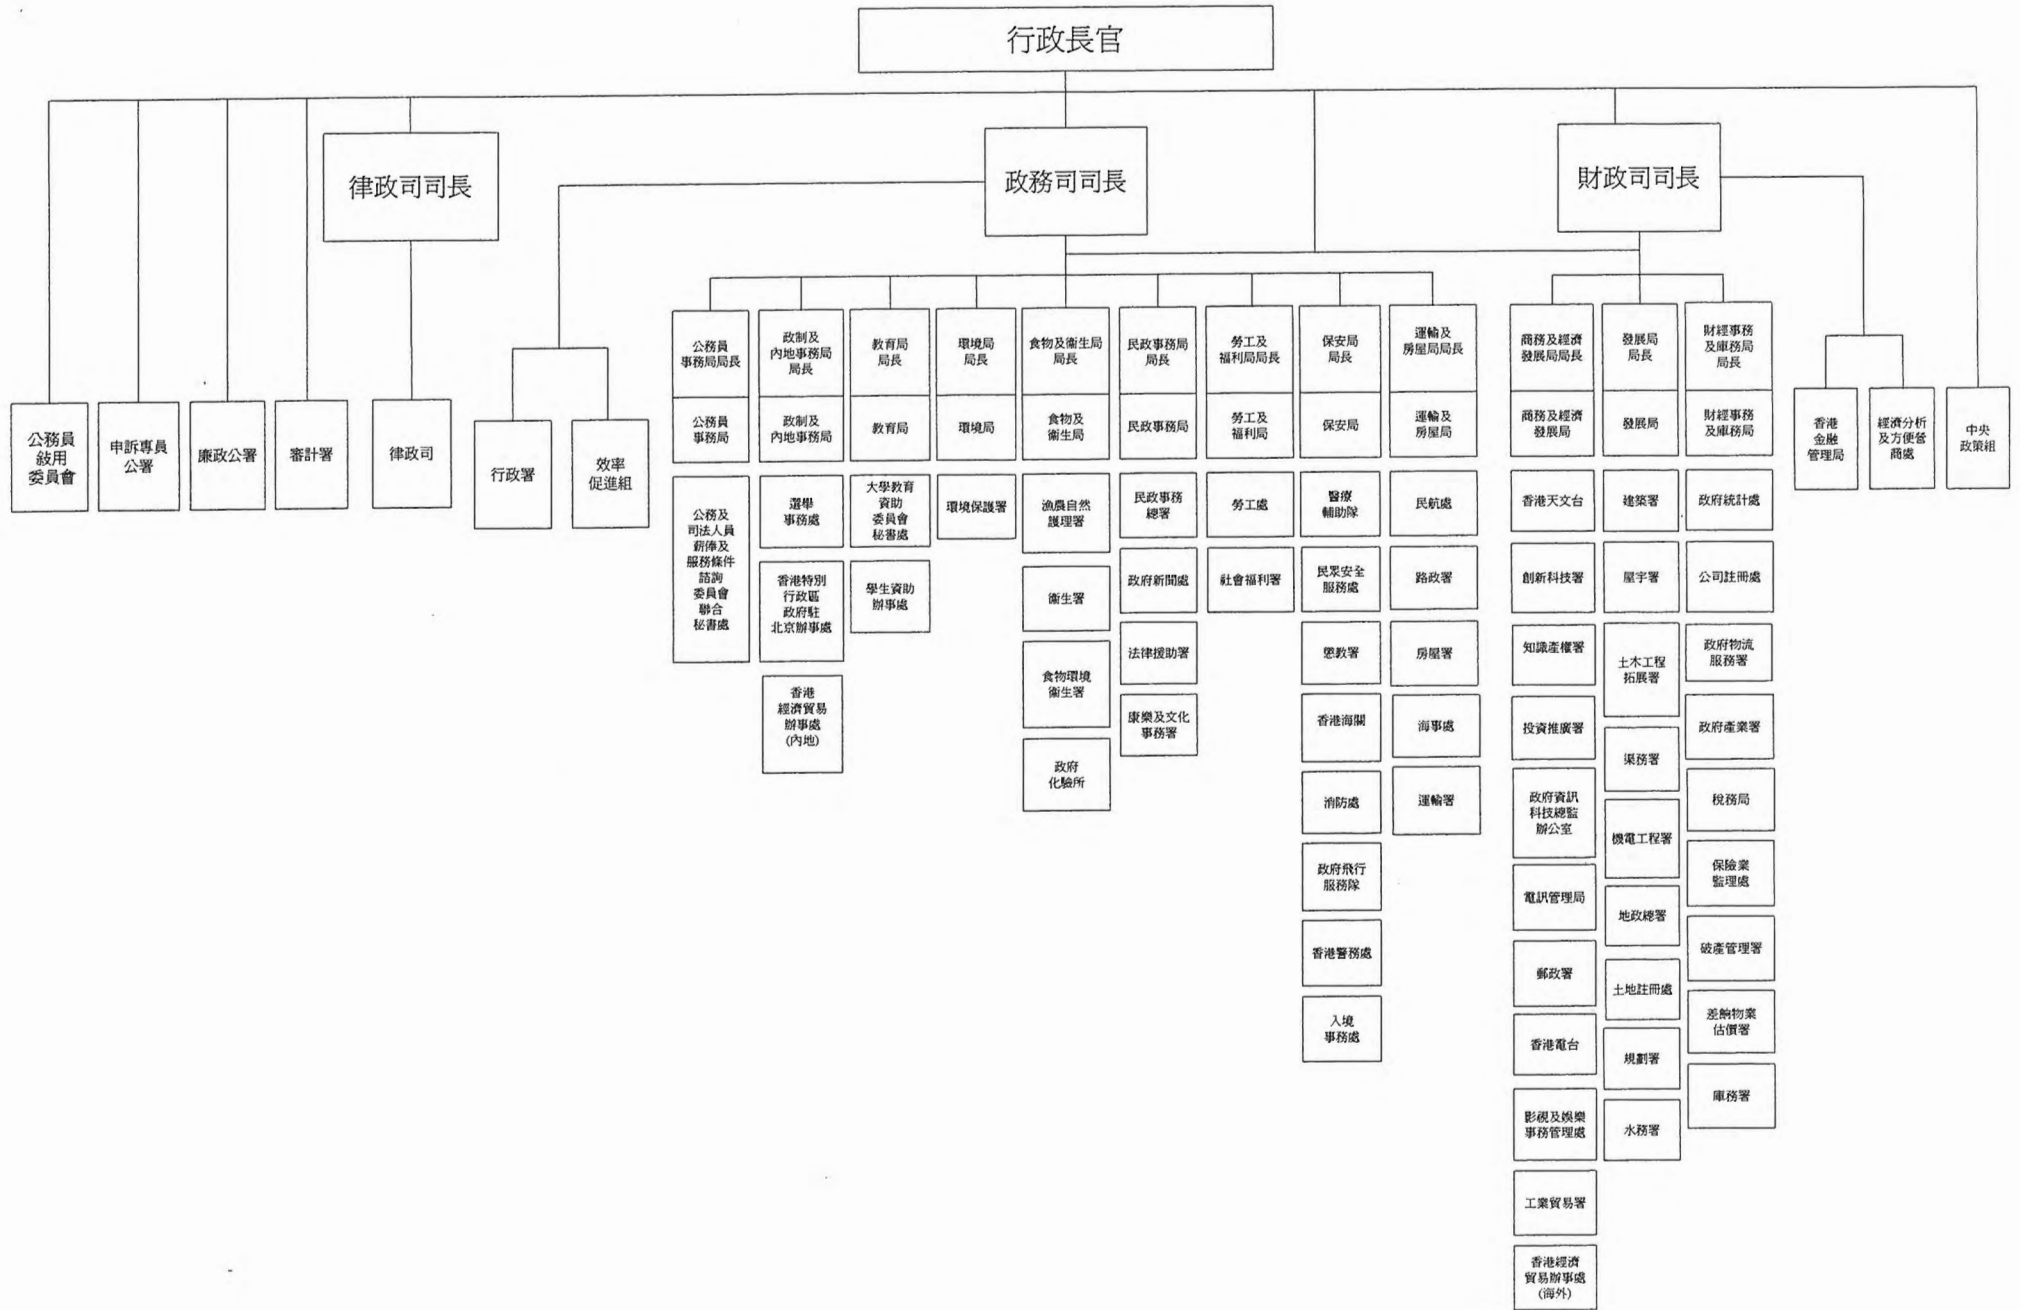 行政長官
律政司司長
政務司司長
財政司司長
公務員
敍用
委員會
申訴專員
公署
廉政公署
審計署
律政司
行政署
效率
促進組
公務員
事務局局長
公務員
事務局
公務及
司法人員
薪俸及
服務條件
諮詢
委員會
聯合
秘書處
政制及
內地事務局
局長
政制及
內地事務局
選舉
事務處
香港特別
行政區
政府駐
北京辦事處
香港
經濟貿易
辦事處
(內地)
教育局
局長
教育局
大學教育
資助
委員會
秘書處
學生資助
辦事處
環境局
局長
環境局
環境保護署
食物及衞生局
局長
食物及
衞生局
漁農自然
護理署
衞生署
食物環境
衞生署
政府
化驗所
民政事務局
局長
民政事務局
民政事務
總署
政府新聞處
法律援助署
康樂及文化
事務署
勞工及
福利局局長
勞工及
福利局
勞工處
社會福利署
保安局
局長
保安局
醫療
輔助隊
民眾安全
服務處
懲教署
香港海關
消防處
政府飛行
服務隊
香港警務處
入境
事務處
運輸及
房屋局局長
運輸及
房屋局
民航處
路政署
房屋署
海事處
運輸署
商務及經濟
發展局局長
商務及經濟
發展局
香港天文台
創新科技署
知識產權署
投資推廣署
政府資訊
科技總監
辦公室
電訊管理局
郵政署
香港電台
影視及娛樂
事務管理處
工業貿易署
香港經濟
貿易辦事處
(海外)
發展局
局長
發展局
建築署
屋宇署
土木工程
拓展署
渠務署
機電工程署
地政總署
土地註冊處
規劃署
水務署
財經事務
及庫務局
局長
財經事務
及庫務局
政府統計處
公司註冊處
政府物流
服務署
政府產業署
稅務局
保險業
監理處
破產管理署
差餉物業
估價署
庫務署
香港
金融
管理局
經濟分析
及方便營
商處
中央
政策組